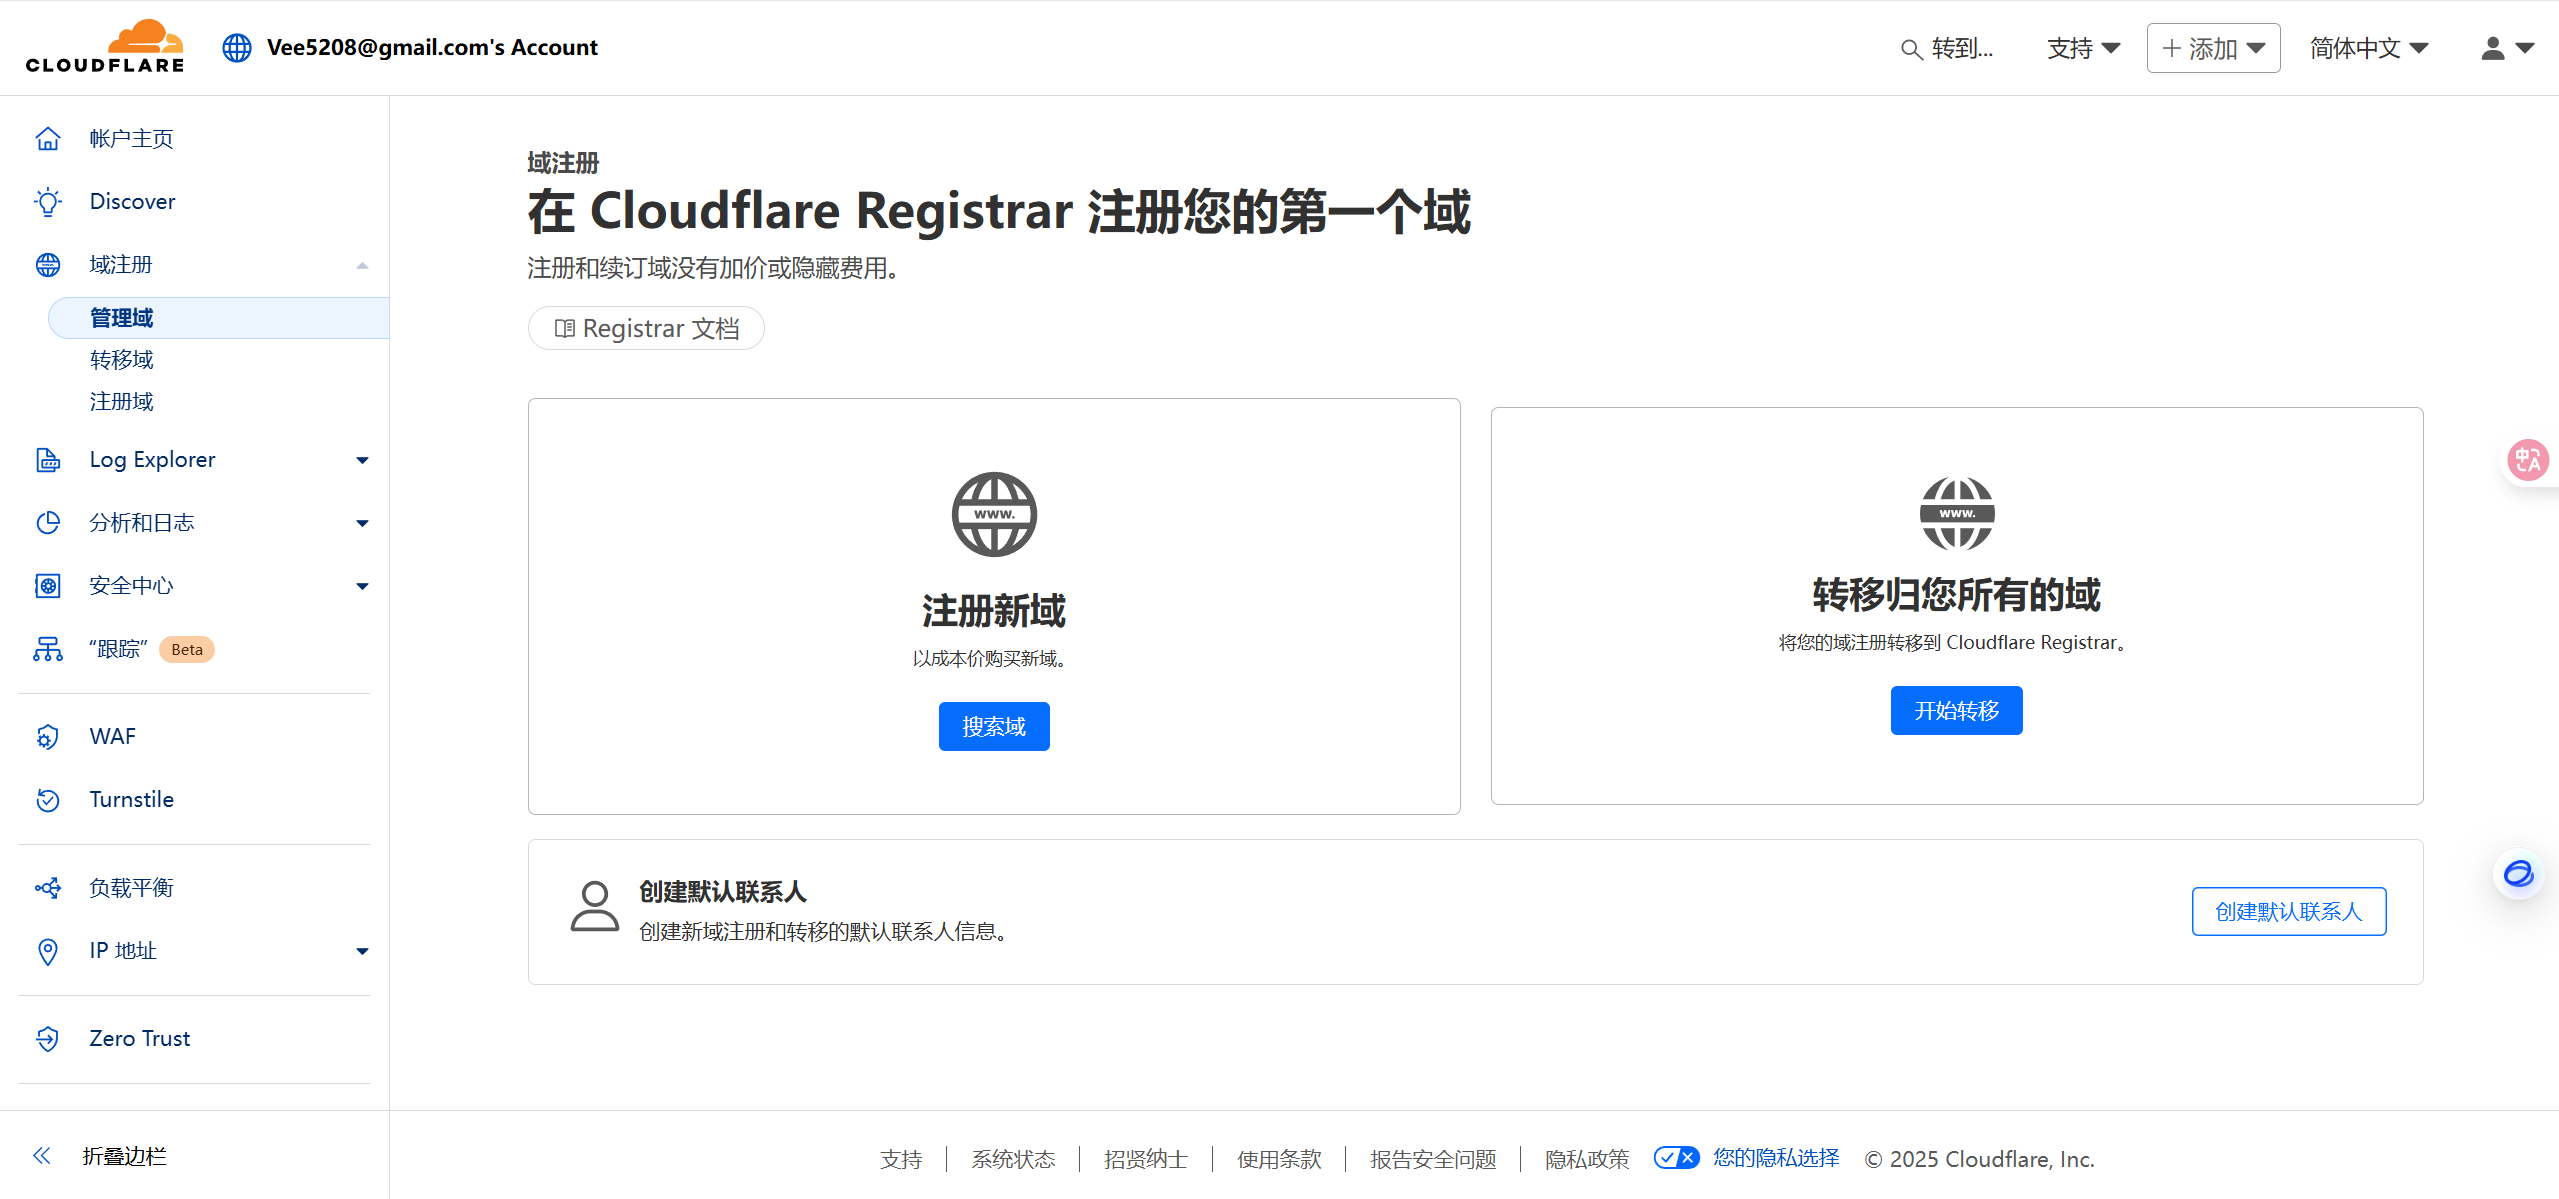 CLOUDFLARE
Vee5208@gmail.com's Account
转到...
支持
添加
简体中文
帐户主页
Discover
域注册
管理域
转移域
注册域
Log Explorer
分析和日志
安全中心
“跟踪” Beta
WAF
Turnstile
负载平衡
IP 地址
Zero Trust
折叠边栏
域注册
在 Cloudflare Registrar 注册您的第一个域
注册和续订域没有加价或隐藏费用。
Registrar 文档
www.
注册新域
以成本价购买新域。
搜索域
www.
转移归您所有的域
将您的域注册转移到 Cloudflare Registrar。
开始转移
创建默认联系人
创建新域注册和转移的默认联系人信息。
创建默认联系人
中A
支持
系统状态
招贤纳士
使用条款
报告安全问题
隐私政策
您的隐私选择
© 2025 Cloudflare, Inc.